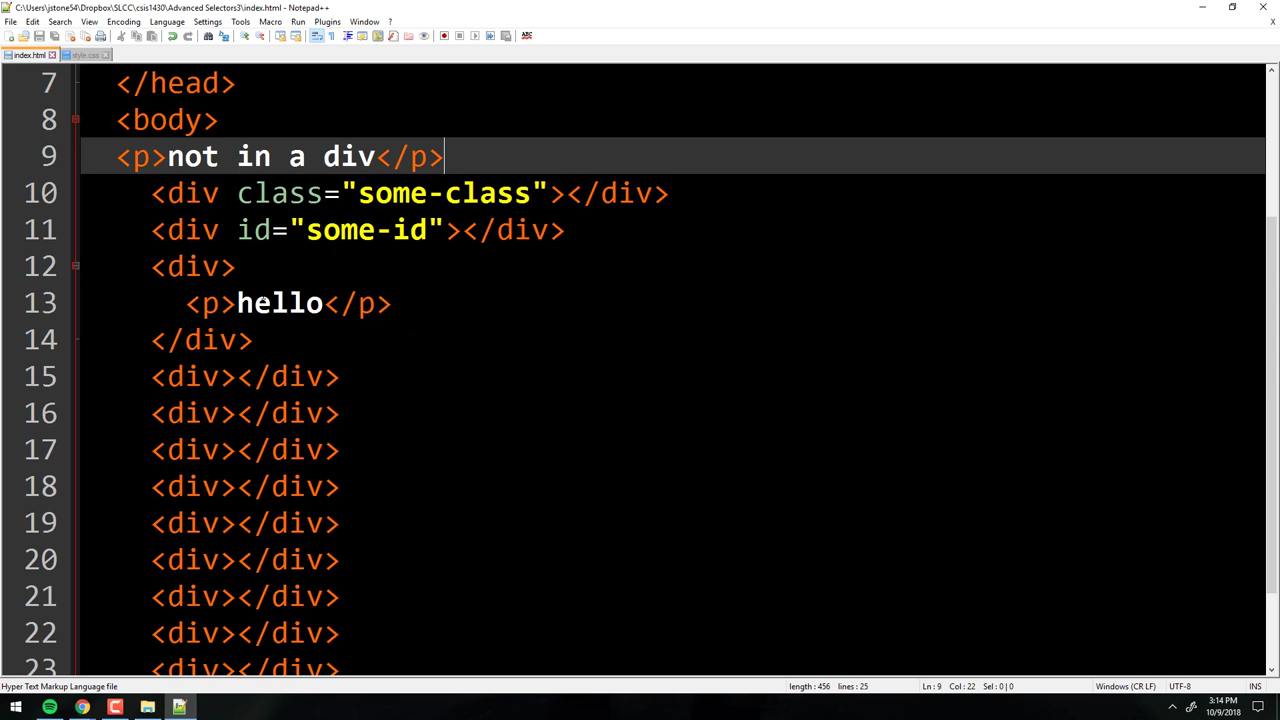 C:\Users\jstone54\Dropbox\SLCC\csis1430\Advanced Selectors3\index.html - Notepad++
File Edit Search View Encoding Language Settings Tools Macro Run Plugins Window ?
index.html style.css
7 </head>
8 <body>
9 <p>not in a div</p>
10 <div class="some-class"></div>
11 <div id="some-id"></div>
12 <div>
13 <p>hello</p>
14 </div>
15 <div></div>
16 <div></div>
17 <div></div>
18 <div></div>
19 <div></div>
20 <div></div>
21 <div></div>
22 <div></div>
23 <div></div>
Hyper Text Markup Language file length : 456 lines : 25 Ln : 9 Col : 22 Sel : 0 | 0 Windows (CR LF) UTF-8 INS
3:14 PM
10/9/2018